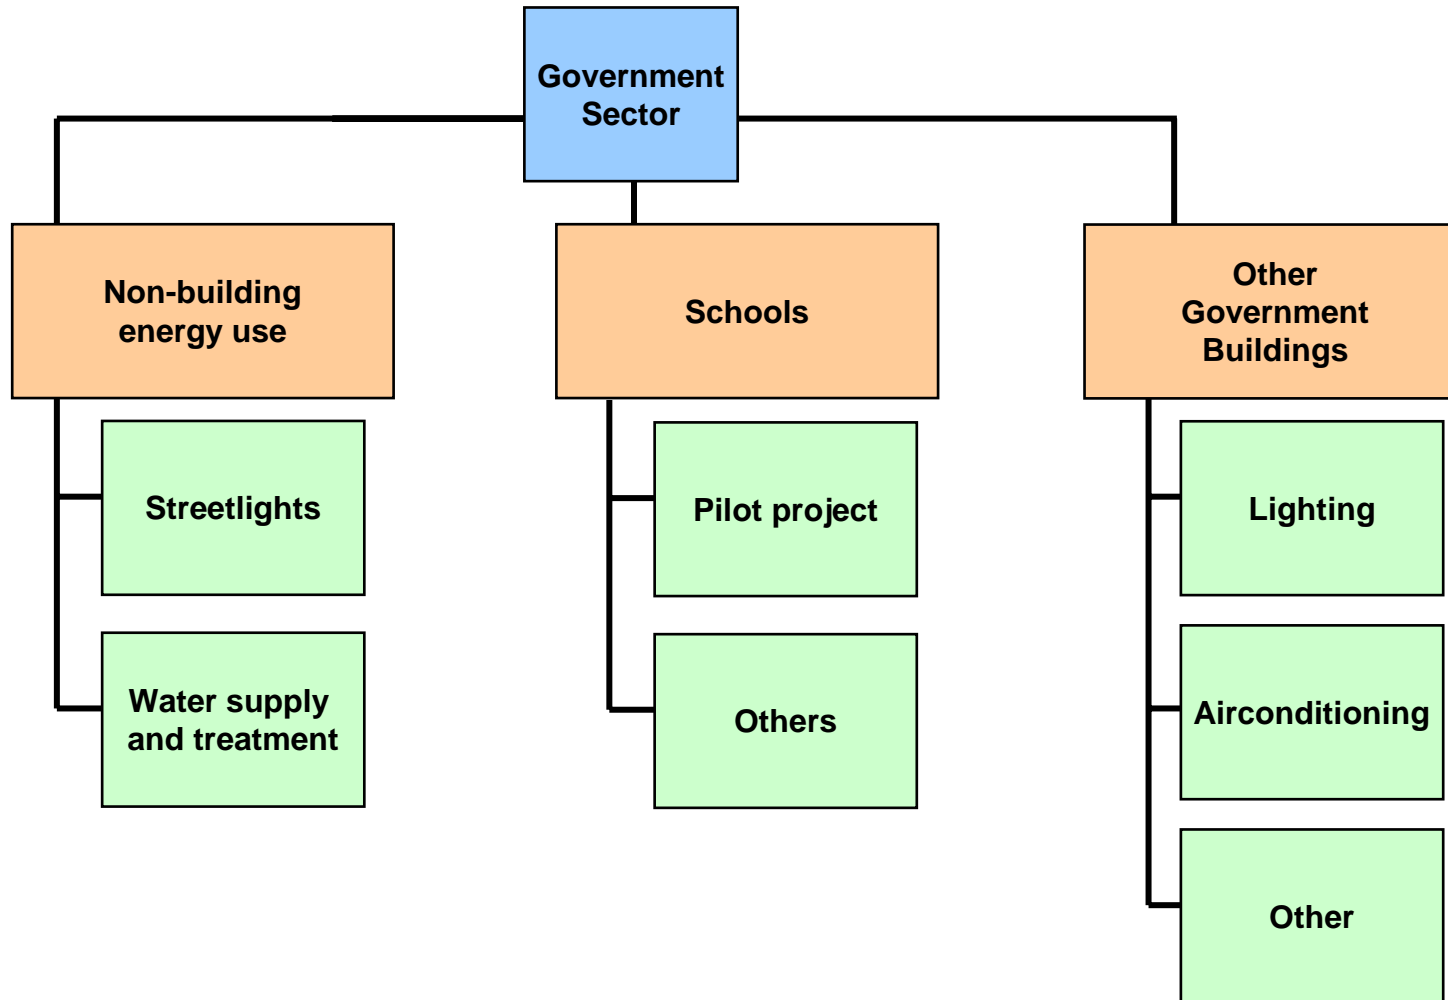 Government
Sector
Non-building
energy use
Schools
Other
Government
Buildings
Streetlights
Pilot project
Lighting
Water supply
and treatment
Others
Airconditioning
Other